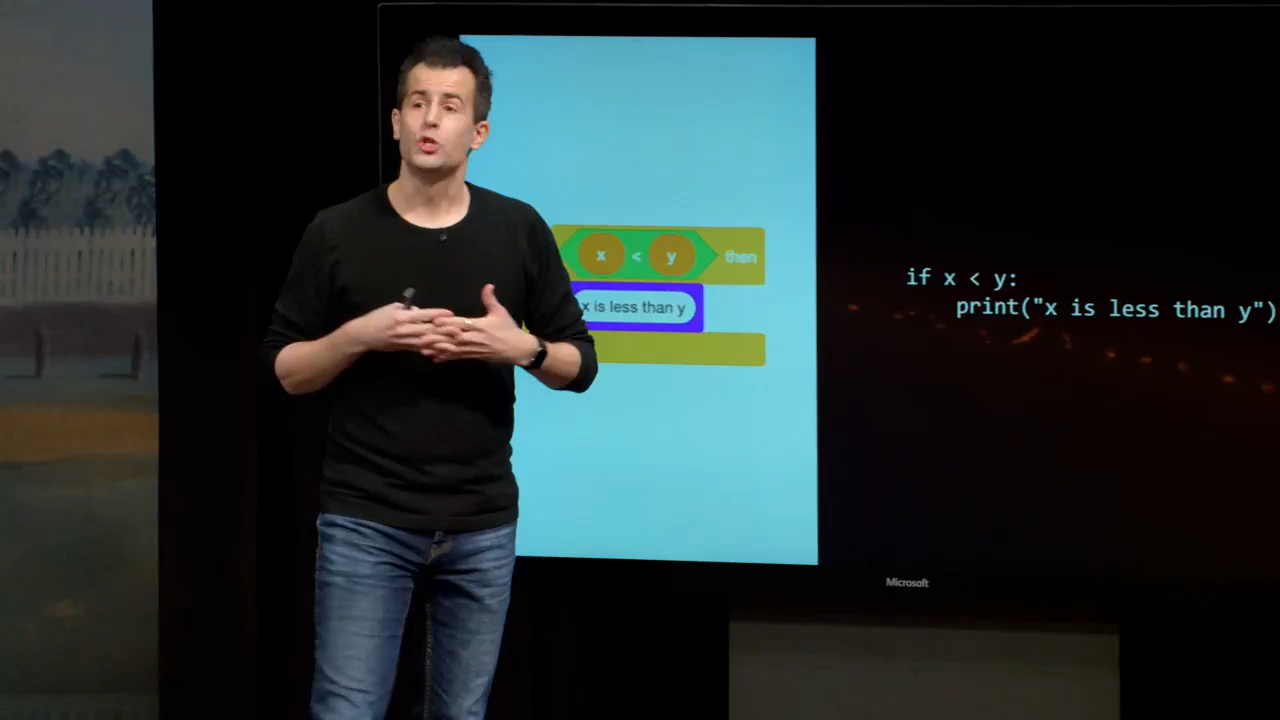 x < y then
x is less than y
if x < y:
print("x is less than y")
Microsoft